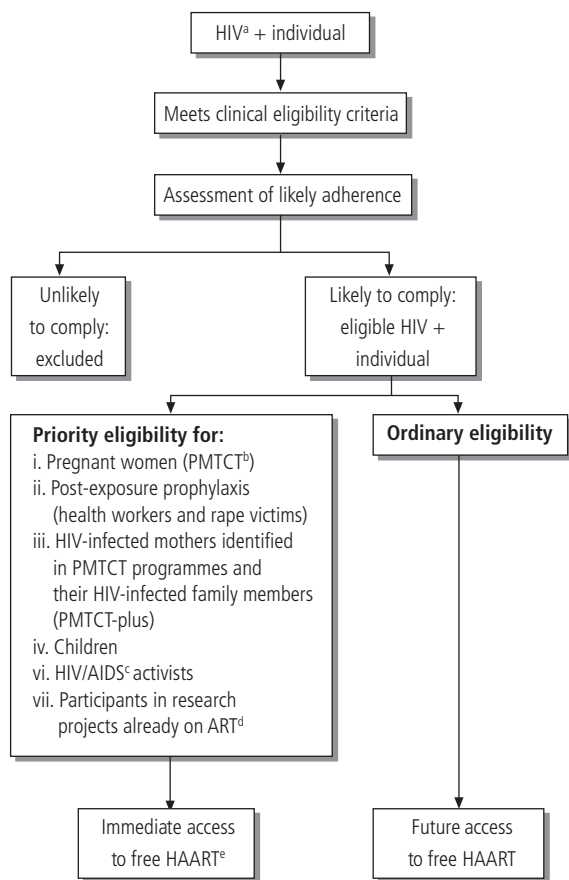 HIVᵃ + individual
Meets clinical eligibility criteria
Assessment of likely adherence
Unlikely
to comply:
excluded
Likely to comply:
eligible HIV +
individual
Priority eligibility for:
i. Pregnant women (PMTCTᵇ)
ii. Post-exposure prophylaxis
(health workers and rape victims)
iii. HIV-infected mothers identified
in PMTCT programmes and
their HIV-infected family members
(PMTCT-plus)
iv. Children
vi. HIV/AIDSᶜ activists
vii. Participants in research
projects already on ARTᵈ
Ordinary eligibility
Immediate access
to free HAARTᵉ
Future access
to free HAART